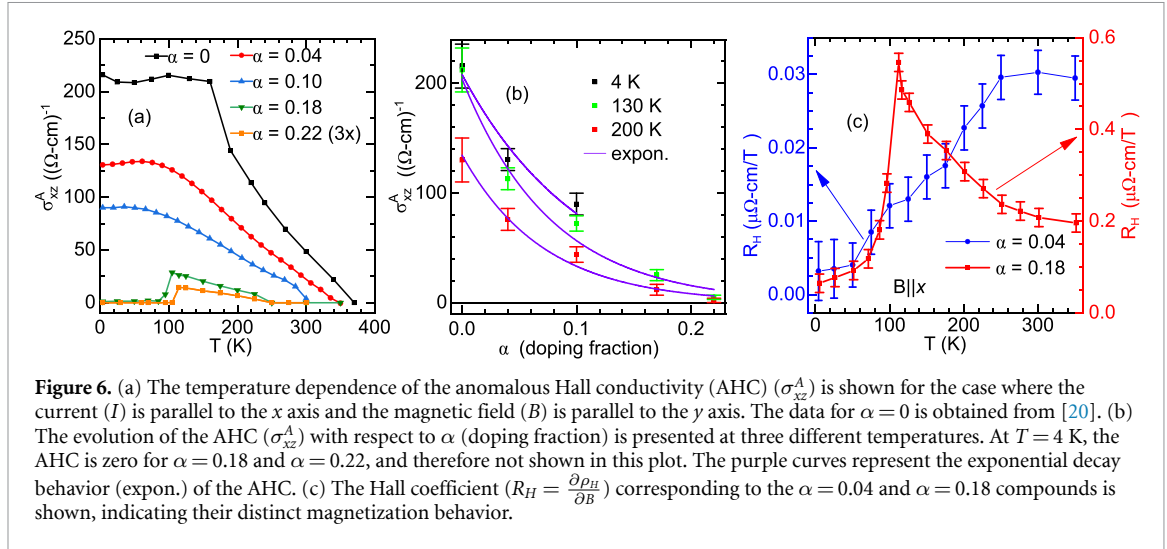 250
200
150
100
50
0
σ^A_xz ((Ω-cm)^-1
α = 0
α = 0.04
α = 0.10
α = 0.18
α = 0.22 (3x)
(a)
0 100 200 300 400
T (K)
200
100
0
σ^A_xz ((Ω-cm)^-1
(b)
4 K
130 K
200 K
expon.
0.0 0.1 0.2
α (doping fraction)
0.03
0.02
0.01
0.00
R_H (μΩ-cm/T)
(c)
α = 0.04
α = 0.18
B||x
0 100 200 300
T (K)
0.6
0.4
0.2
0.0
R_H (μΩ-cm/T)
Figure 6. (a) The temperature dependence of the anomalous Hall conductivity (AHC) (σ^A_xz) is shown for the case where the
current (I) is parallel to the x axis and the magnetic field (B) is parallel to the y axis. The data for α = 0 is obtained from [20]. (b)
The evolution of the AHC (σ^A_xz) with respect to α (doping fraction) is presented at three different temperatures. At T = 4 K, the
AHC is zero for α = 0.18 and α = 0.22, and therefore not shown in this plot. The purple curves represent the exponential decay
behavior (expon.) of the AHC. (c) The Hall coefficient (R_H = ∂ρ_H/∂B) corresponding to the α = 0.04 and α = 0.18 compounds is
shown, indicating their distinct magnetization behavior.